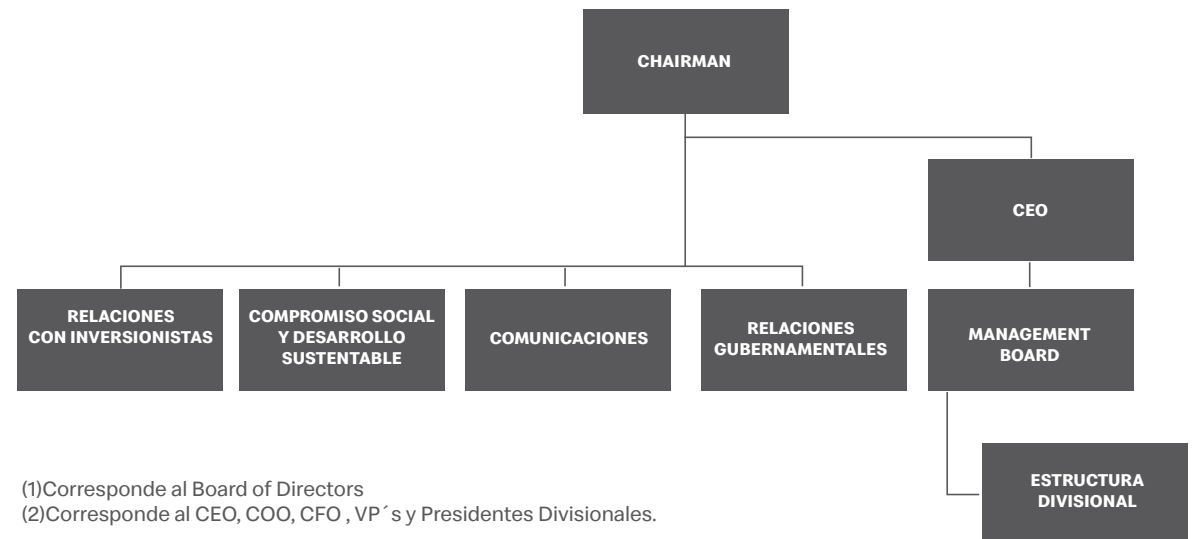 CHAIRMAN
CEO
RELACIONES
CON INVERSIONISTAS
COMPROMISO SOCIAL
Y DESARROLLO
SUSTENTABLE
COMUNICACIONES
RELACIONES
GUBERNAMENTALES
MANAGEMENT
BOARD
ESTRUCTURA
DIVISIONAL
(1)Corresponde al Board of Directors
(2)Corresponde al CEO, COO, CFO , VP´s y Presidentes Divisionales.